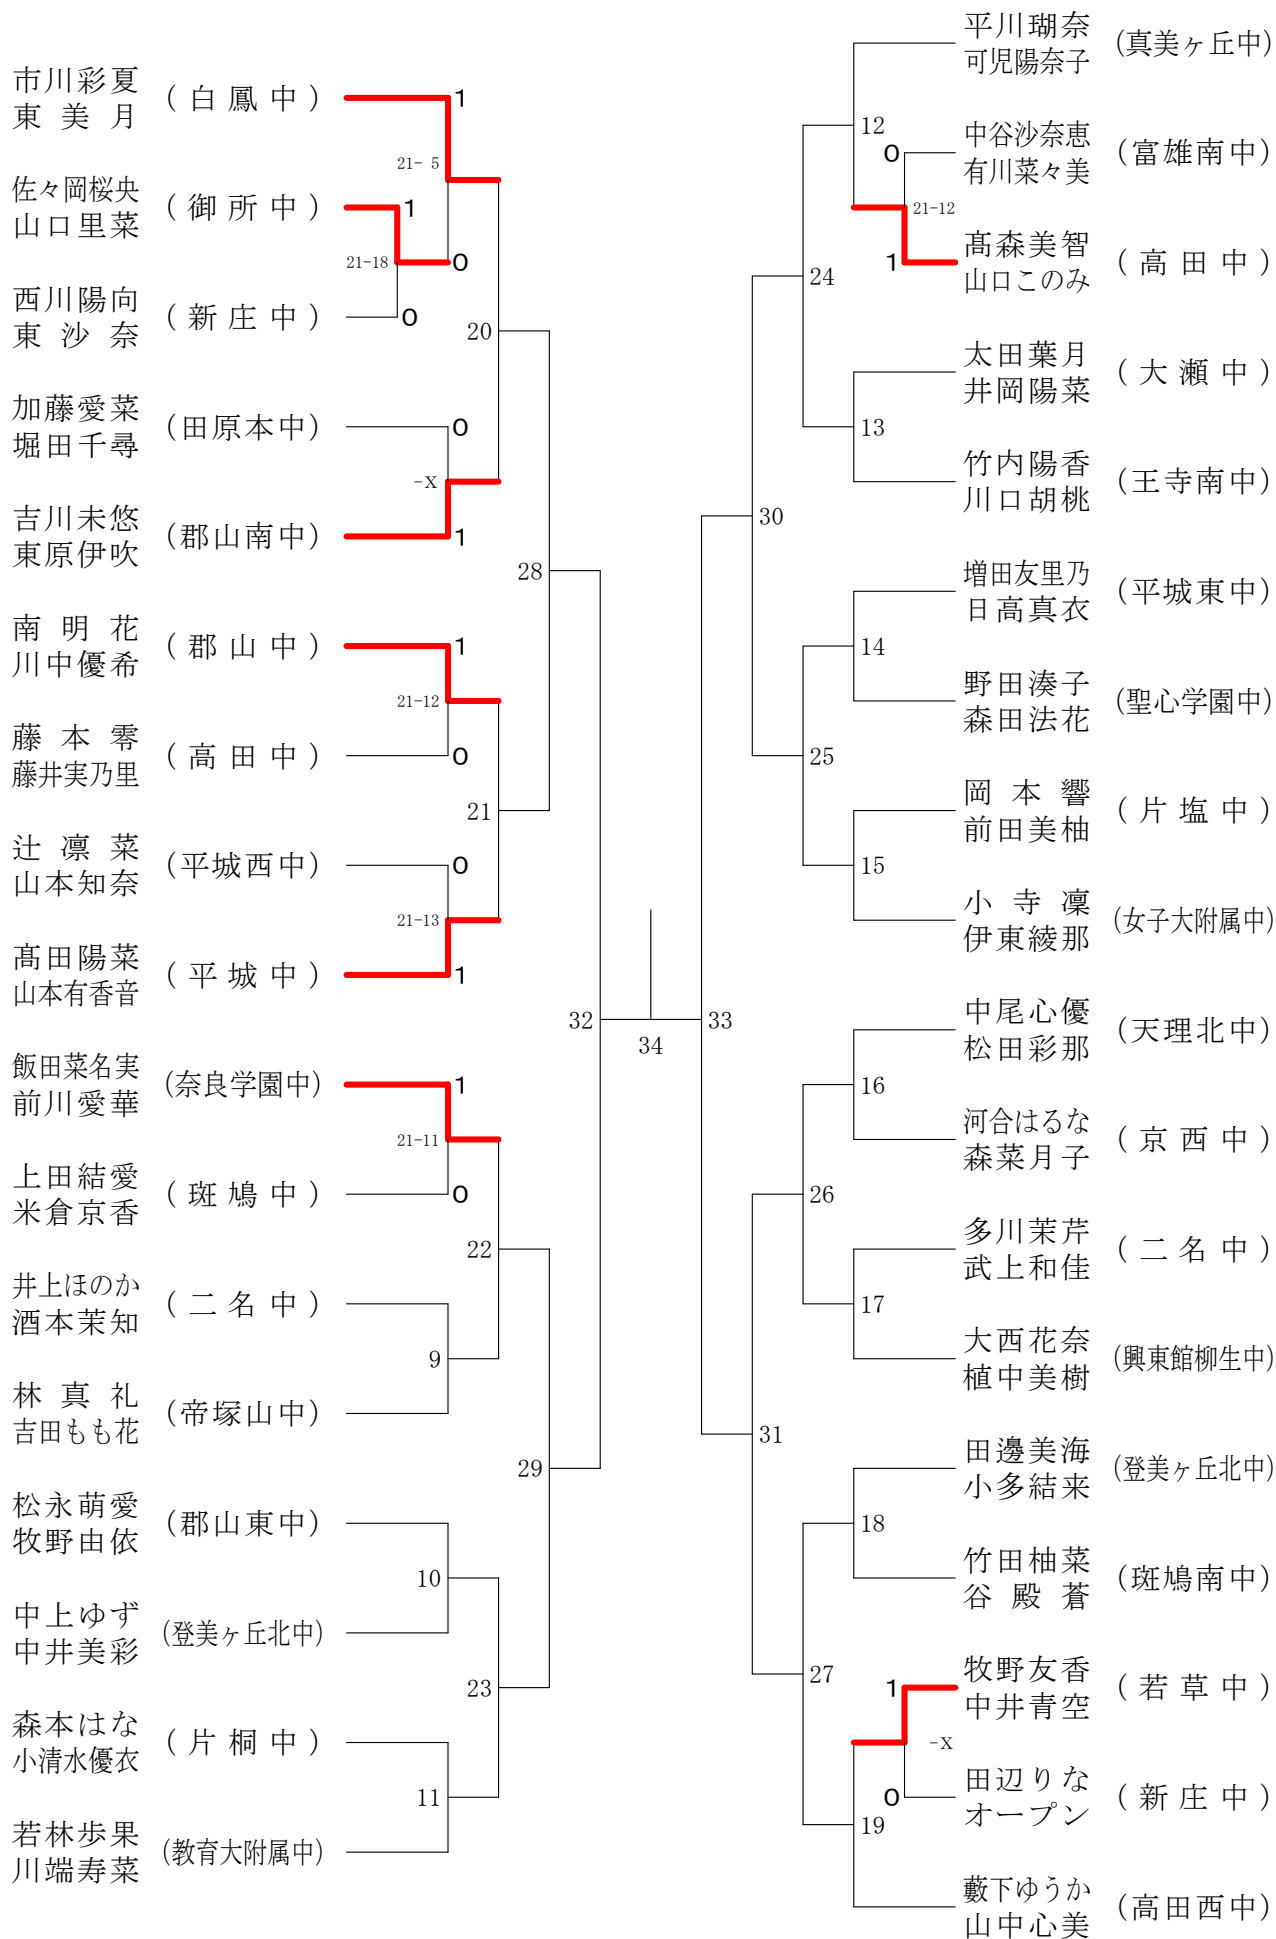 市川彩夏
東 美 月
( 白 鳳 中 )
1
21- 5
佐々岡桜央
山口里菜
( 御 所 中 )
1
21-18
0
西川陽向
東 沙 奈
( 新 庄 中 )
0
20
加藤愛菜
堀田千尋
(田原本中)
0
-X
吉川未悠
東原伊吹
(郡山南中)
1
28
南 明 花
川中優希
( 郡 山 中 )
1
21-12
藤 本 零
藤井実乃里
( 高 田 中 )
0
21
辻 凛 菜
山本知奈
(平城西中)
0
21-13
髙田陽菜
山本有香音
( 平 城 中 )
1
32
34
飯田菜名実
前川愛華
(奈良学園中)
1
21-11
上田結愛
米倉京香
( 斑 鳩 中 )
0
22
井上ほのか
酒本茉知
( 二 名 中 )
9
林 真 礼
吉田もも花
(帝塚山中)
29
松永萌愛
牧野由依
(郡山東中)
10
中上ゆず
中井美彩
(登美ヶ丘北中)
23
森本はな
小清水優衣
( 片 桐 中 )
11
若林歩果
川端寿菜
(教育大附属中)
平川瑚奈
可児陽奈子
(真美ヶ丘中)
12
中谷沙奈恵
有川菜々美
(富雄南中)
0
21-12
髙森美智
山口このみ
( 高 田 中 )
1
24
太田葉月
井岡陽菜
( 大 瀬 中 )
13
竹内陽香
川口胡桃
(王寺南中)
30
増田友里乃
日高真衣
(平城東中)
14
野田湊子
森田法花
(聖心学園中)
25
岡 本 響
前田美柚
( 片 塩 中 )
15
小 寺 凜
伊東綾那
(女子大附属中)
33
中尾心優
松田彩那
(天理北中)
16
河合はるな
森菜月子
( 京 西 中 )
26
多川茉芹
武上和佳
( 二 名 中 )
17
大西花奈
植中美樹
(興東館柳生中)
31
田邊美海
小多結来
(登美ヶ丘北中)
18
竹田柚菜
谷 殿 蒼
(斑鳩南中)
27
牧野友香
中井青空
( 若 草 中 )
1
-X
田辺りな
オープン
( 新 庄 中 )
0
19
藪下ゆうか
山中心美
(高田西中)